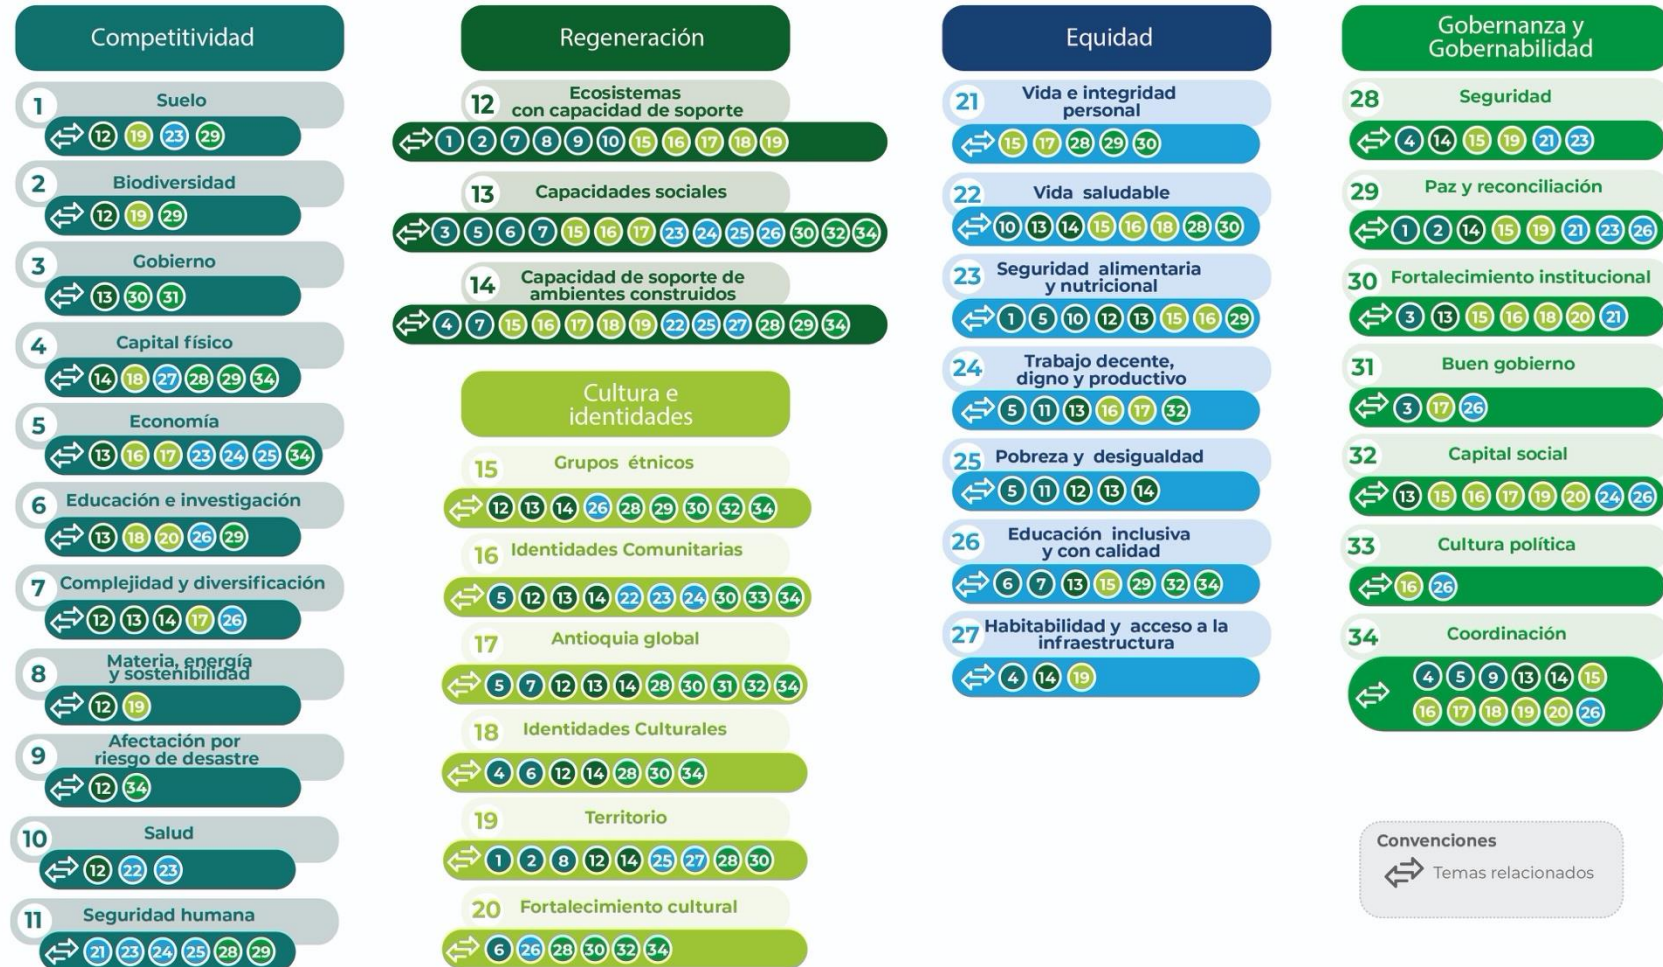 Competitividad
1
Suelo
12 19 23 29
2
Biodiversidad
12 19 29
3
Gobierno
13 30 31
4
Capital físico
14 18 27 28 29 34
5
Economía
13 16 17 23 24 25 34
6
Educación e investigación
13 18 20 26 29
7
Complejidad y diversificación
12 13 14 17 26
8
Materia, energía
y sostenibilidad
12 19
9
Afectación por
riesgo de desastre
12 34
10
Salud
12 22 23
11
Seguridad humana
21 23 24 25 28 29
Regeneración
12
Ecosistemas
con capacidad de soporte
1 2 7 8 9 10 15 16 17 18 19
13
Capacidades sociales
3 5 6 7 15 16 17 23 24 25 26 30 32 34
14
Capacidad de soporte de
ambientes construidos
4 7 15 16 17 18 19 22 25 27 28 29 34
Cultura e
identidades
15
Grupos étnicos
12 13 14 26 28 29 30 32 34
16
Identidades Comunitarias
5 12 13 14 22 23 24 30 33 34
17
Antioquia global
5 7 12 13 14 28 30 31 32 34
18
Identidades Culturales
4 6 12 14 28 30 34
19
Territorio
1 2 8 12 14 25 27 28 30
20
Fortalecimiento cultural
6 26 28 30 32 34
Equidad
21
Vida e integridad
personal
15 17 28 29 30
22
Vida saludable
10 13 14 15 16 18 28 30
23
Seguridad alimentaria
y nutricional
1 5 10 12 13 15 16 29
24
Trabajo decente,
digno y productivo
5 11 13 16 17 32
25
Pobreza y desigualdad
5 11 12 13 14
26
Educación inclusiva
y con calidad
6 7 13 15 29 32 34
27
Habitabilidad y acceso a la
infraestructura
4 14 19
Gobernanza y
Gobernabilidad
28
Seguridad
4 14 15 19 21 23
29
Paz y reconciliación
1 2 14 15 19 21 23 26
30
Fortalecimiento institucional
3 13 15 16 18 20 21
31
Buen gobierno
3 17 26
32
Capital social
13 15 16 17 19 20 24 26
33
Cultura política
16 26
34
Coordinación
4 5 9 13 14 15
16 17 18 19 20 26
Convenciones
Temas relacionados